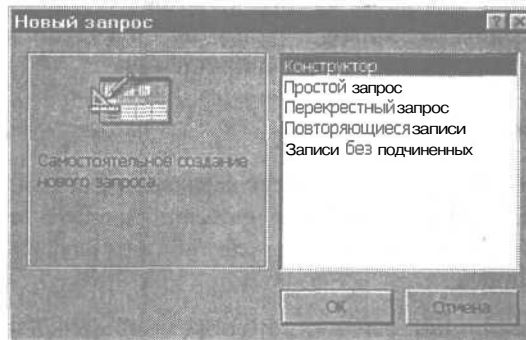 Новый запрос
Самостоятельное создание
нового запроса.
Конструктор
Простой запрос
Перекрестный запрос
Повторяющиеся записи
Записи без подчиненных
ОК
Отмена